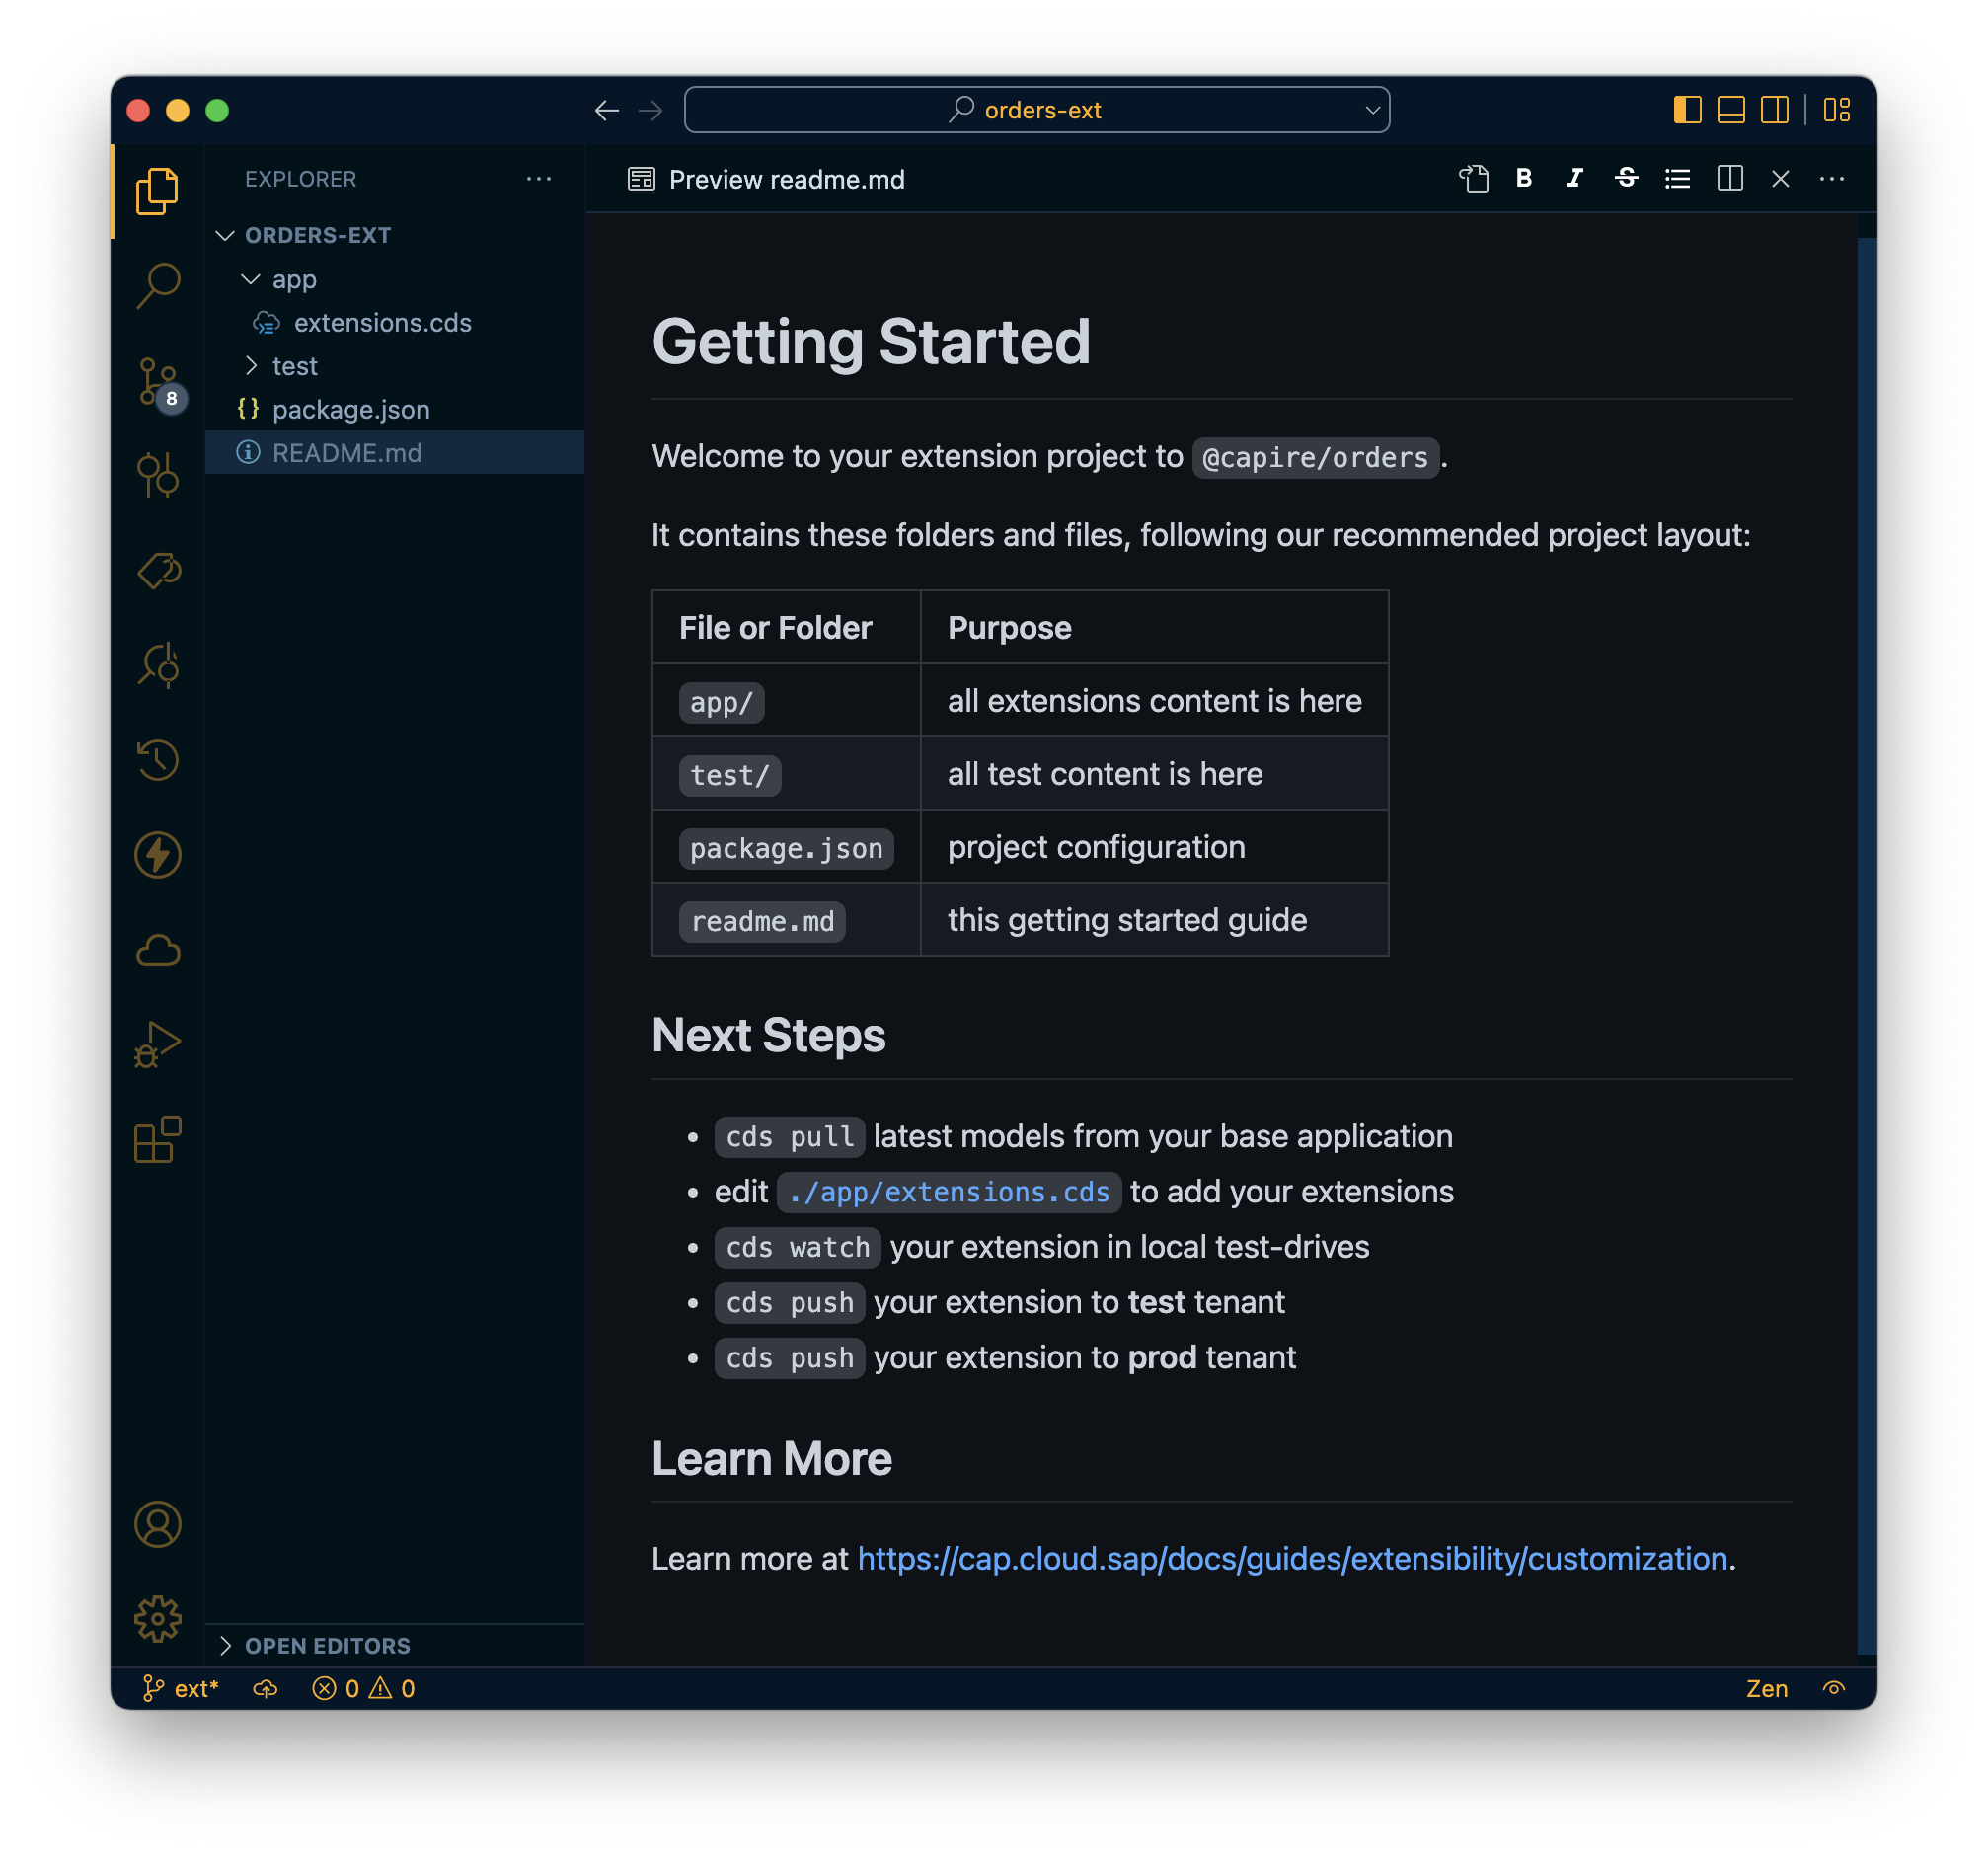 orders-ext
EXPLORER
Preview readme.md
ORDERS-EXT
app
extensions.cds
test
package.json
README.md
8
Getting Started
Welcome to your extension project to @capire/orders.
It contains these folders and files, following our recommended project layout:
File or Folder Purpose
app/ all extensions content is here
test/ all test content is here
package.json project configuration
readme.md this getting started guide
Next Steps
• cds pull latest models from your base application
• edit ./app/extensions.cds to add your extensions
• cds watch your extension in local test-drives
• cds push your extension to test tenant
• cds push your extension to prod tenant
Learn More
Learn more at https://cap.cloud.sap/docs/guides/extensibility/customization.
OPEN EDITORS
ext* 0 0 Zen